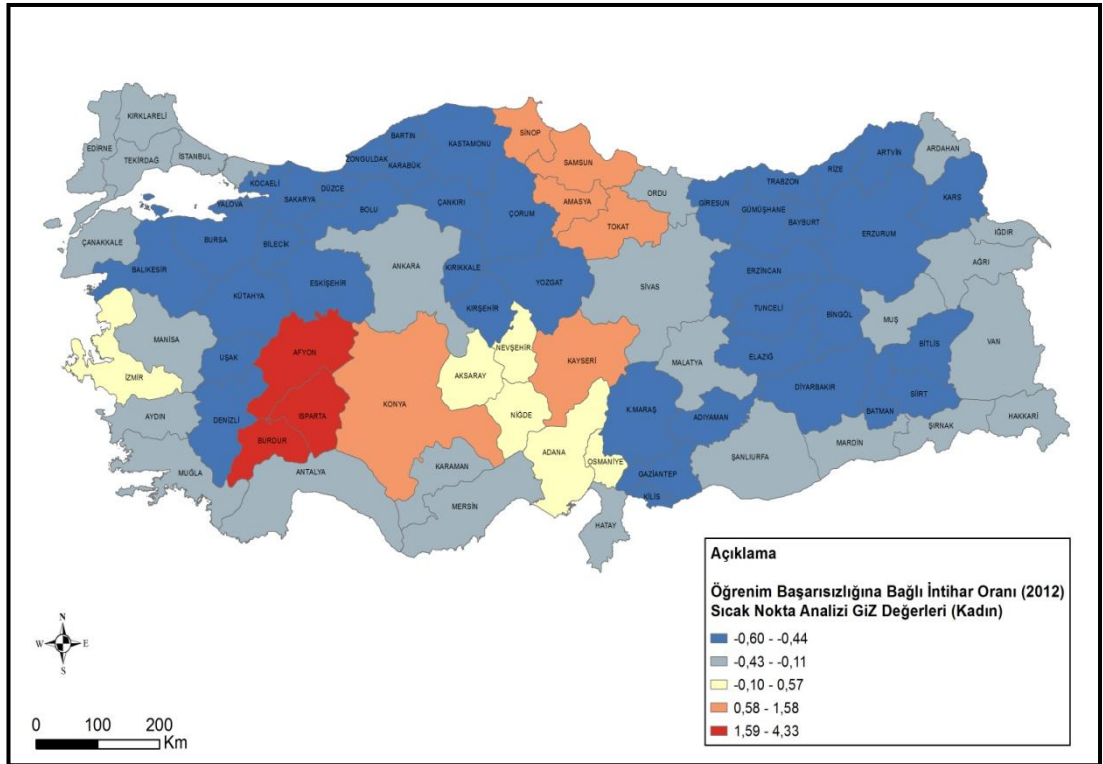 KIRKLARELİ
EDİRNE
TEKİRDAĞ
İSTANBUL
KOCAELİ
YALOVA
SAKARYA
DÜZCE
ZONGULDAK
BARTIN
KARABÜK
KASTAMONU
SİNOP
SAMSUN
ORDU
GİRESUN
TRABZON
RİZE
ARTVİN
ARDAHAN
BOLU
ÇANKIRI
ÇORUM
AMASYA
TOKAT
GÜMÜŞHANE
BAYBURT
ERZURUM
KARS
IĞDIR
AĞRI
ÇANAKKALE
BURSA
BİLECİK
BALIKESİR
KÜTAHYA
ESKİŞEHİR
ANKARA
KIRIKKALE
KIRŞEHİR
YOZGAT
SİVAS
ERZİNCAN
TUNCELİ
BİNGÖL
MUŞ
BİTLİS
VAN
MANİSA
İZMİR
UŞAK
AFYON
KONYA
AKSARAY
NEVŞEHİR
KAYSERİ
MALATYA
ELAZIĞ
DİYARBAKIR
BATMAN
SİİRT
ŞIRNAK
HAKKARİ
AYDIN
DENİZLİ
ISPARTA
BURDUR
NİĞDE
ADANA
OSMANİYE
K.MARAŞ
ADIYAMAN
GAZİANTEP
KİLİS
ŞANLIURFA
MARDİN
MUĞLA
ANTALYA
KARAMAN
MERSİN
HATAY
Açıklama
Öğrenim Başarısızlığına Bağlı İntihar Oranı (2012)
Sıcak Nokta Analizi GiZ Değerleri (Kadın)
-0,60 - -0,44
-0,43 - -0,11
-0,10 - 0,57
0,58 - 1,58
1,59 - 4,33
N
W E
S
0 100 200
Km